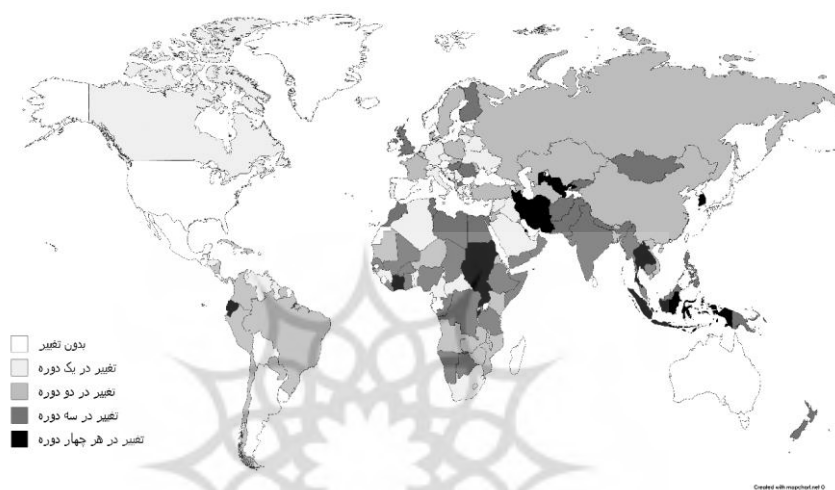 بدون تغییر
تغییر در یک دوره
تغییر در دو دوره
تغییر در سه دوره
تغییر در هر چهار دوره
Created with mapchart.net ©